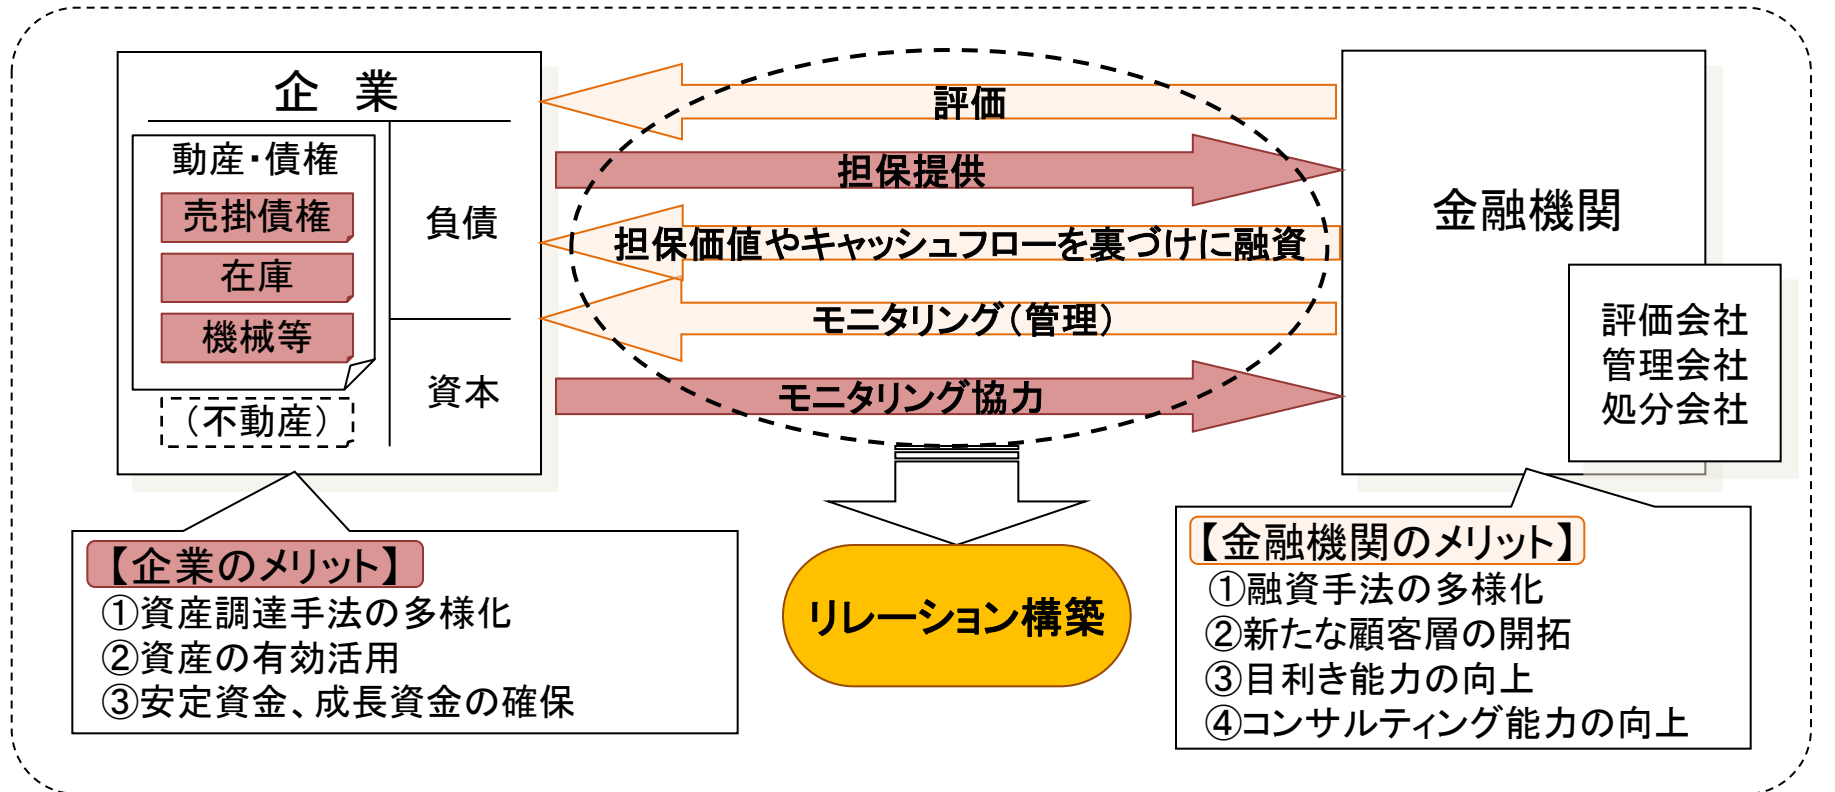 企　業
動産・債権
売掛債権
在庫
機械等
（不動産）
負債
資本
評価
担保提供
担保価値やキャッシュフローを裏づけに融資
モニタリング（管理）
モニタリング協力
金融機関
評価会社
管理会社
処分会社
【企業のメリット】
①資産調達手法の多様化
②資産の有効活用
③安定資金、成長資金の確保
リレーション構築
【金融機関のメリット】
①融資手法の多様化
②新たな顧客層の開拓
③目利き能力の向上
④コンサルティング能力の向上